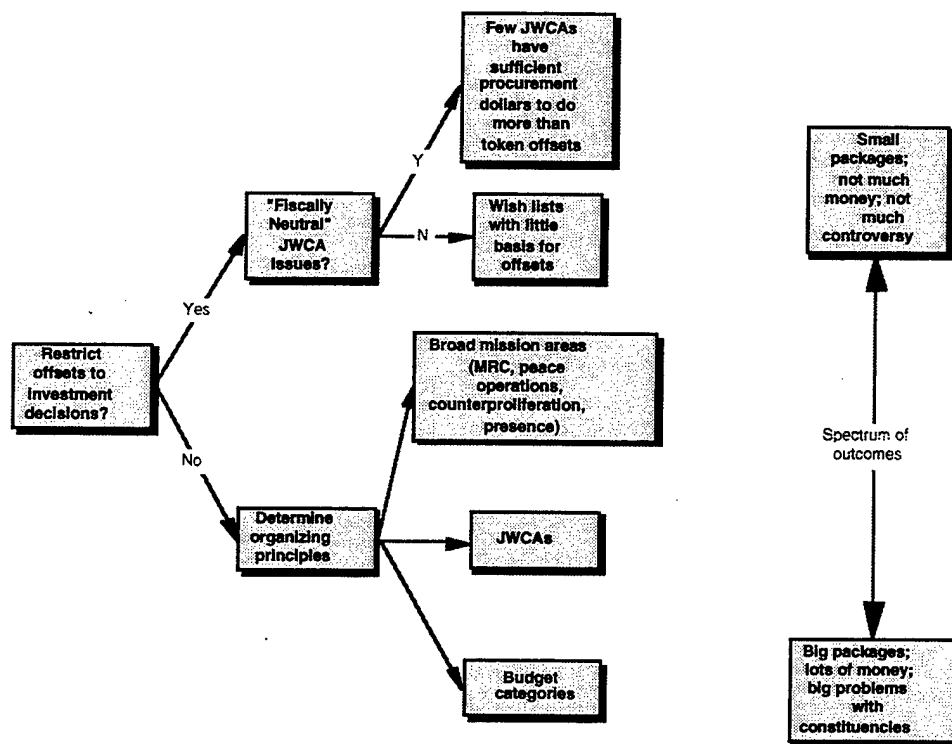 Few JWCAs
have
sufficient
procurement
dollars to do
more than
token offsets
Small
packages;
not much
money; not
much
controversy
Y
"Fiscally
Neutral"
JWCA
Issues?
N
Wish lists
with little
basis for
offsets
Yes
Restrict
offsets to
investment
decisions?
Broad mission areas
(MRC, peace
operations,
counterproliferation,
presence)
Spectrum of
outcomes
No
Determine
organizing
principles
JWCAs
Budget
categories
Big packages;
lots of money;
big problems
with
constituencies